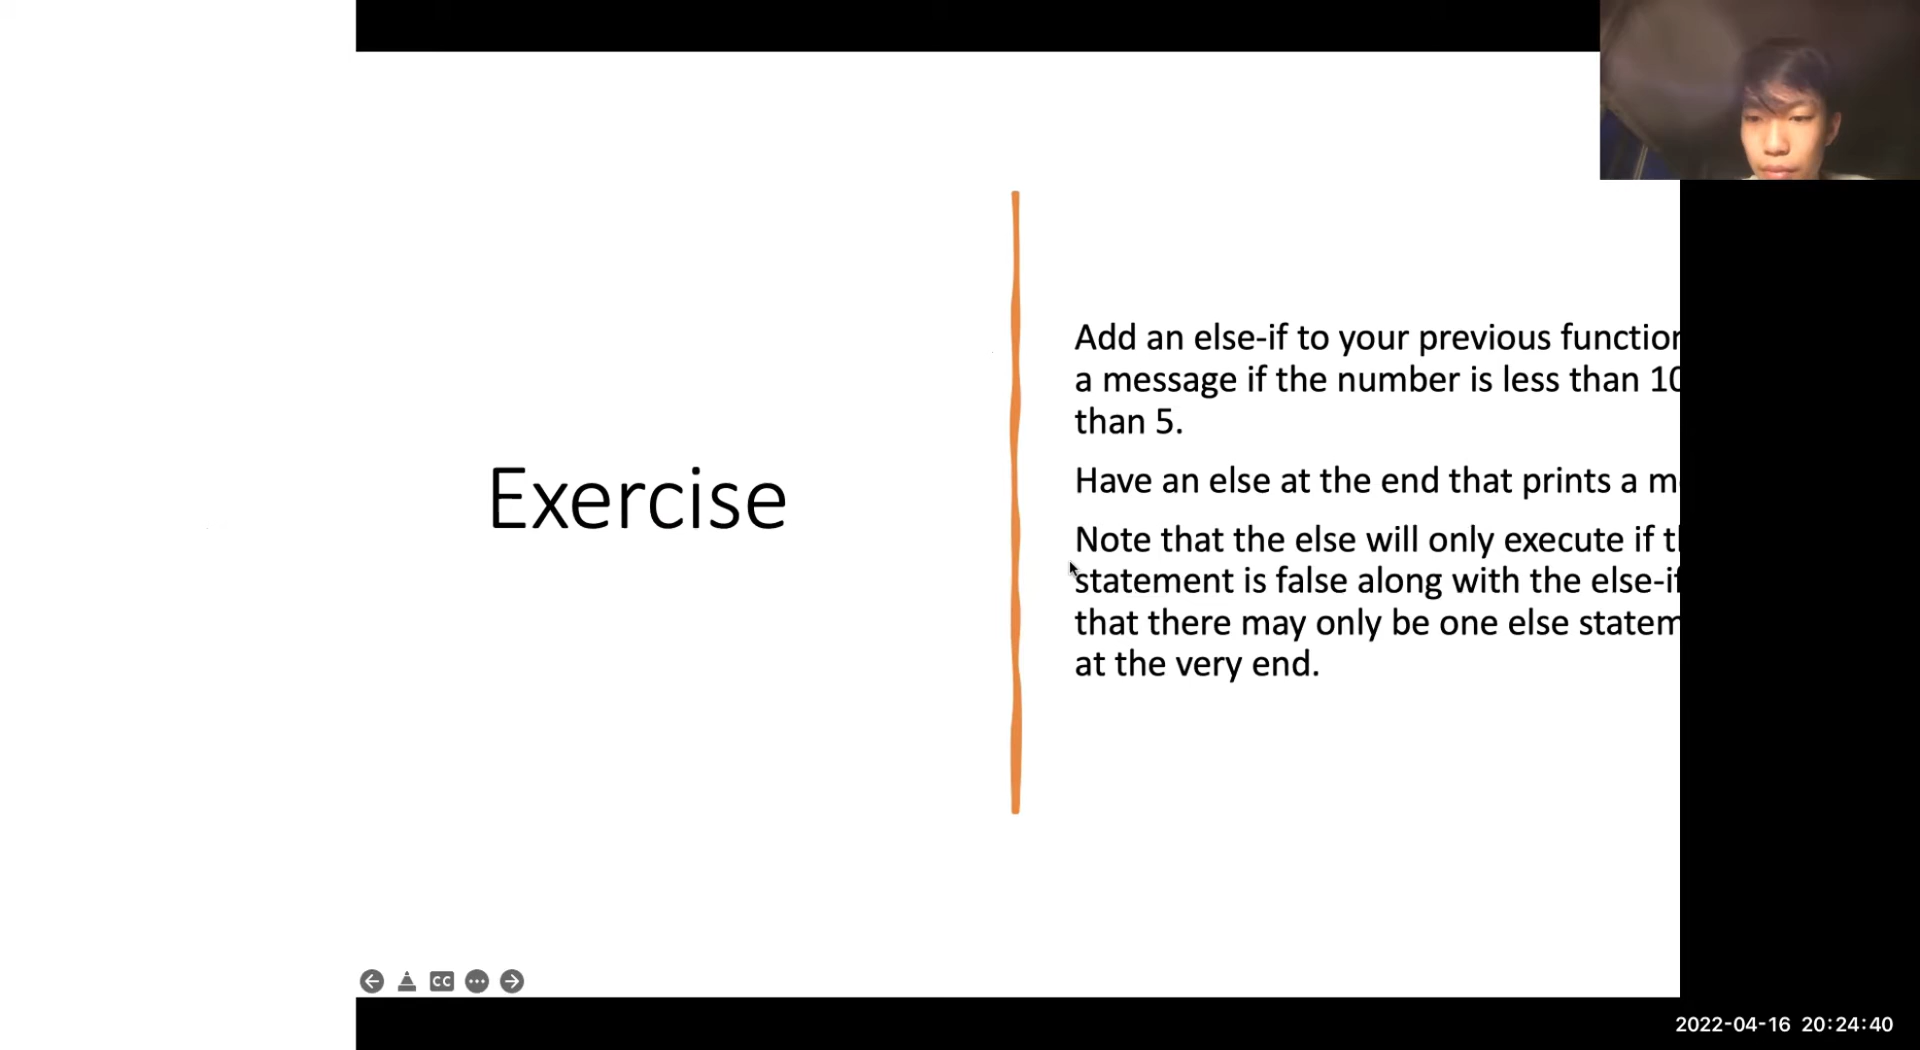 Exercise
Add an else-if to your previous function
a message if the number is less than 10
than 5.
Have an else at the end that prints a
Note that the else will only execute if
statement is false along with the else-if
that there may only be one else
at the very end.
CC
2022-04-16 20:24:40